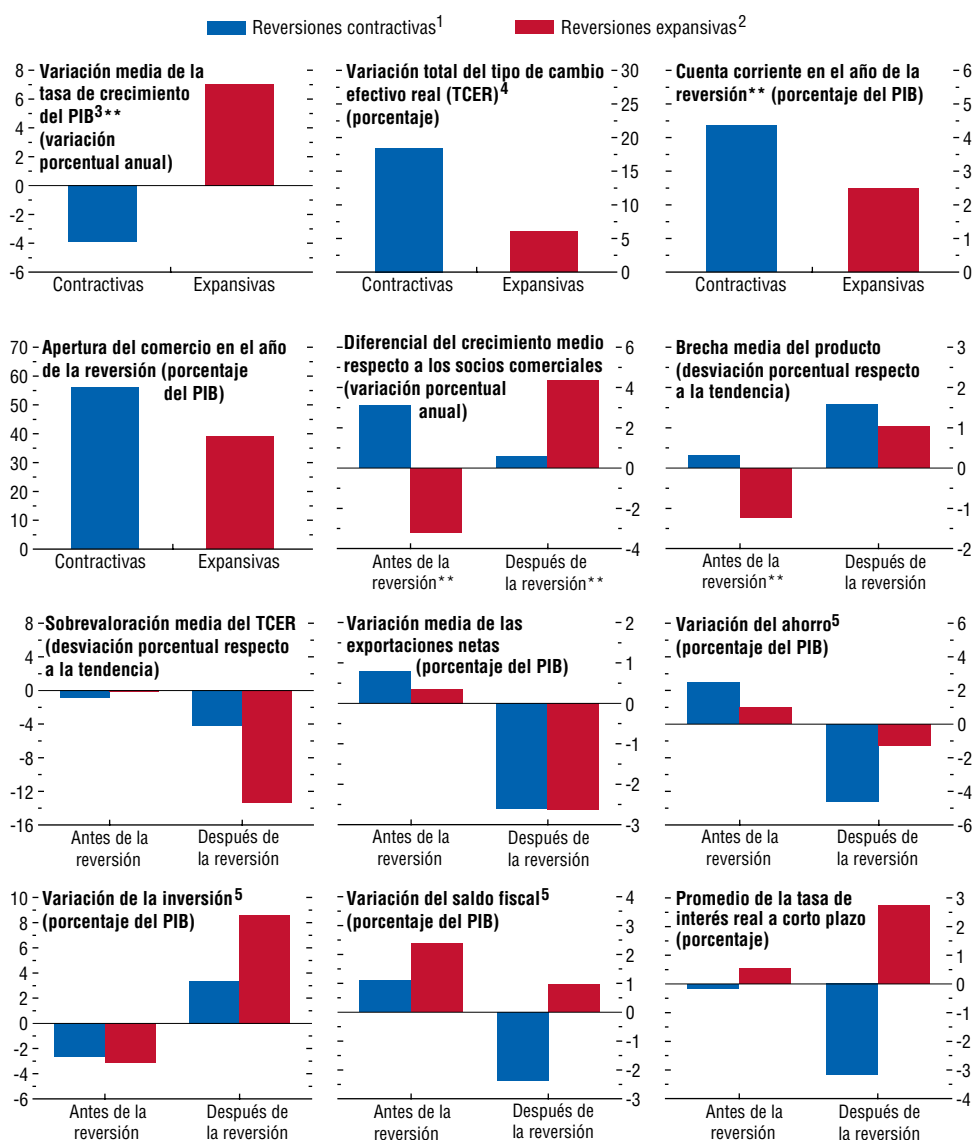 Reversiones contractivas1
Reversiones expansivas2
Variación media de la
tasa de crecimiento
del PIB3**
(variación
porcentual anual)
8
6
4
2
0
-2
-4
-6
Contractivas
Expansivas
Variación total del tipo de cambio
efectivo real (TCER)4
(porcentaje)
30
25
20
15
10
5
0
Contractivas
Expansivas
Cuenta corriente en el año de la
reversión** (porcentaje del PIB)
6
5
4
3
2
1
0
Contractivas
Expansivas
Apertura del comercio en el año
de la reversión (porcentaje
del PIB)
70
60
50
40
30
20
10
0
Contractivas
Expansivas
Diferencial del crecimiento medio
respecto a los socios comerciales
(variación porcentual
anual)
6
4
2
0
-2
-4
Antes de la
reversión**
Después de
la reversión**
Brecha media del producto
(desviación porcentual respecto
a la tendencia)
3
2
1
0
-1
-2
Antes de la
reversión**
Después de
la reversión
Sobrevaloración media del TCER
(desviación porcentual respecto
a la tendencia)
8
4
0
-4
-8
-12
-16
Antes de la
reversión
Después de
la reversión
Variación media de las
exportaciones netas
(porcentaje del PIB)
2
1
0
-1
-2
-3
Antes de la
reversión
Después de
la reversión
Variación del ahorro5
(porcentaje del PIB)
6
4
2
0
-2
-4
-6
Antes de la
reversión
Después de
la reversión
Variación de la inversión5
(porcentaje del PIB)
10
8
6
4
2
0
-2
-4
-6
Antes de la
reversión
Después de
la reversión
Variación del saldo fiscal5
(porcentaje del PIB)
4
3
2
1
0
-1
-2
-3
Antes de la
reversión
Después de
la reversión
Promedio de la tasa de
interés real a corto plazo
(porcentaje)
3
2
1
0
-1
-2
-3
-4
Antes de la
reversión
Después de
la reversión